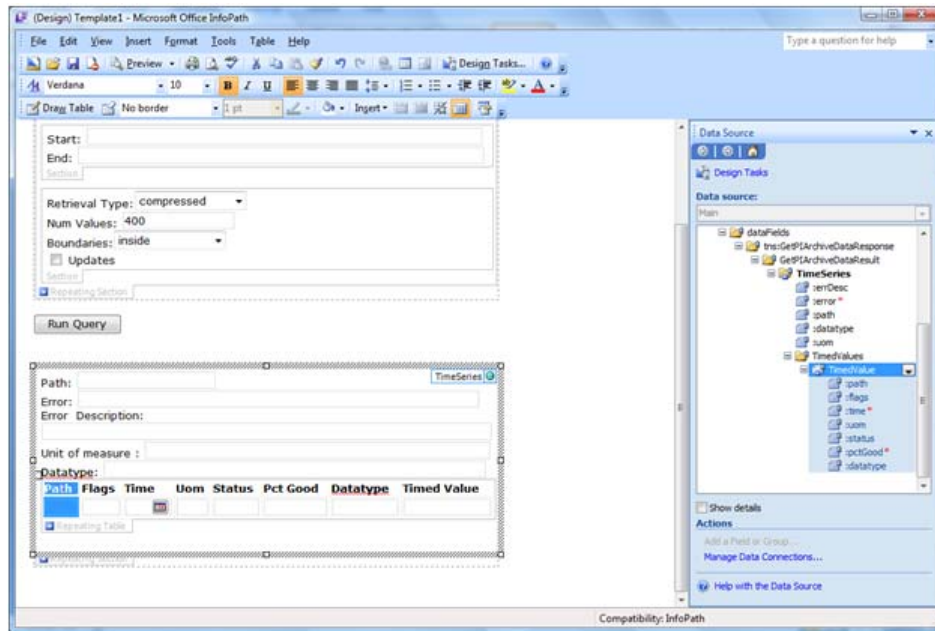 (Design) Template1 - Microsoft Office InfoPath
File Edit View Insert Format Tools Table Help
Type a question for help
Preview
Design Tasks...
Verdana 10 B I U
Draw Table No border 1 pt Insert
Start:
End:
Section
Retrieval Type: compressed
Num Values: 400
Boundaries: inside
Updates
Section
Repeating Section
Run Query
TimeSeries
Path:
Error:
Error Description:
Unit of measure :
Datatype:
Path Flags Time Uom Status Pct Good Datatype Timed Value
Repeating Table
Repeating Section
Data Source
Design Tasks
Data source:
Main
dataFields
tns:GetPIArchiveDataResponse
GetPIArchiveDataResult
TimeSeries
:errDesc
:error *
:path
:datatype
:uom
TimedValues
TimedValue
:path
:flags
:time *
:uom
:status
:pctGood *
:datatype
Show details
Actions
Add a Field or Group...
Manage Data Connections...
Help with the Data Source
Compatibility: InfoPath